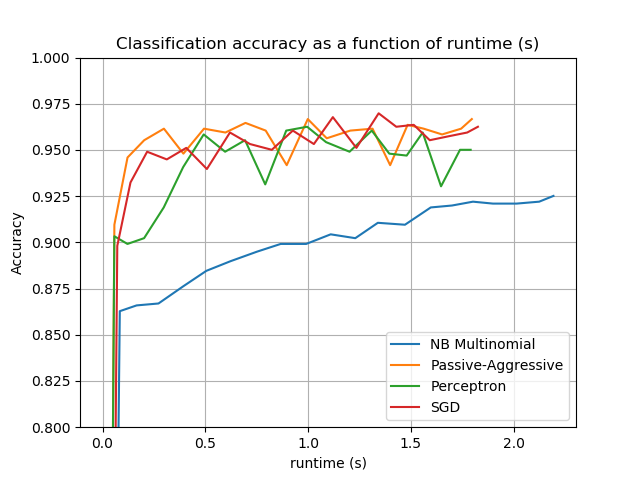 Classification accuracy as a function of runtime (s)
1.000
0.975
0.950
0.925
0.900
0.875
0.850
0.825
0.800
Accuracy
0.0 0.5 1.0 1.5 2.0
runtime (s)
NB Multinomial
Passive-Aggressive
Perceptron
SGD